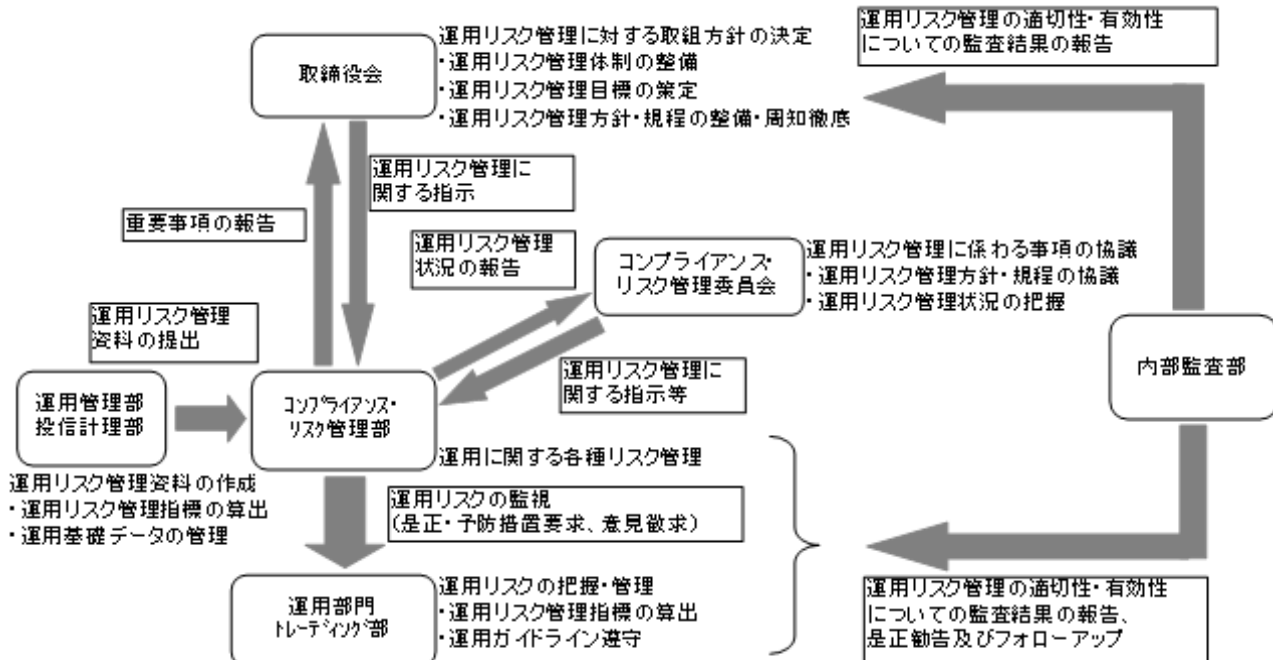 運用リスク管理に対する取組方針の決定
・運用リスク管理体制の整備
・運用リスク管理目標の策定
・運用リスク管理方針・規程の整備・周知徹底
取締役会
運用リスク管理の適切性・有効性
についての監査結果の報告
運用リスク管理に
関する指示
重要事項の報告
運用リスク管理
状況の報告
コンプライアンス・
リスク管理委員会
運用リスク管理に係わる事項の協議
・運用リスク管理方針・規程の協議
・運用リスク管理状況の把握
運用リスク管理
資料の提出
運用リスク管理に
関する指示等
内部監査部
運用管理部
投信計理部
コンプライアンス・
リスク管理部
運用に関する各種リスク管理
運用リスク管理資料の作成
・運用リスク管理指標の算出
・運用基礎データの管理
運用リスクの監視
(是正・予防措置要求、意見徴求)
運用部門
トレーディング部
運用リスクの把握・管理
・運用リスク管理指標の算出
・運用ガイドライン遵守
運用リスク管理の適切性・有効性
についての監査結果の報告、
是正勧告及びフォローアップ